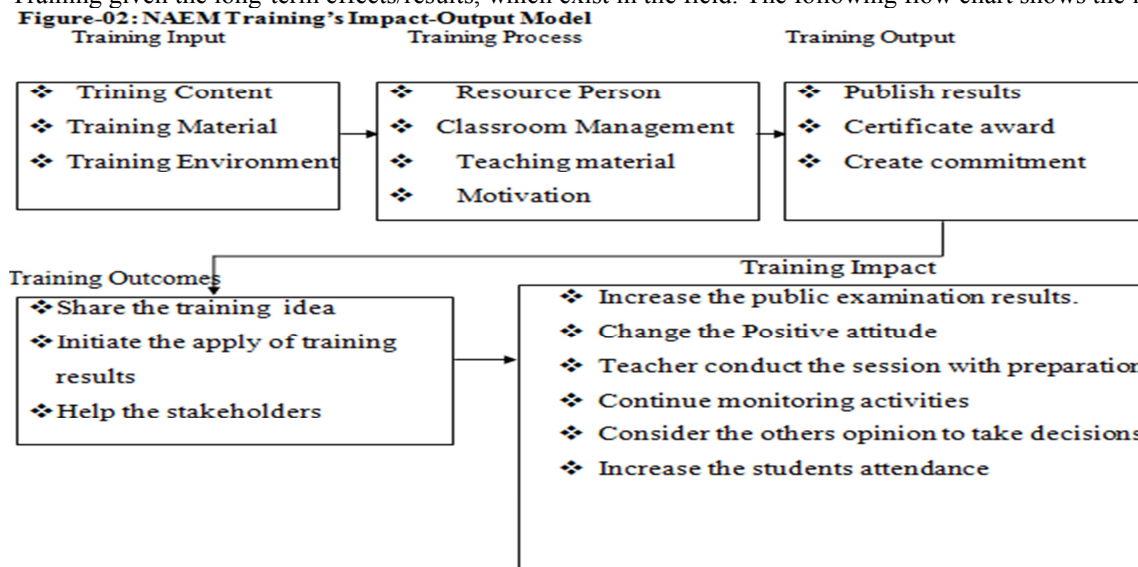 Training given the long-term effects/results, which exist in the field. The following flow chart shows the
Figure-02: NAEM Training's Impact-Output Model
Training Input
Training Process
Training Output
❖ Trining Content
❖ Training Material
❖ Training Environment
❖ Resource Person
❖ Classroom Management
❖ Teaching material
❖ Motivation
❖ Publish results
❖ Certificate award
❖ Create commitment
Training Outcomes
❖Share the training idea
❖Initiate the apply of training
results
❖Help the stakeholders
Training Impact
❖ Increase the public examination results.
❖ Change the Positive attitude
❖ Teacher conduct the session with preparation
❖ Continue monitoring activities
❖ Consider the others opinion to take decisions
❖ Increase the students attendance